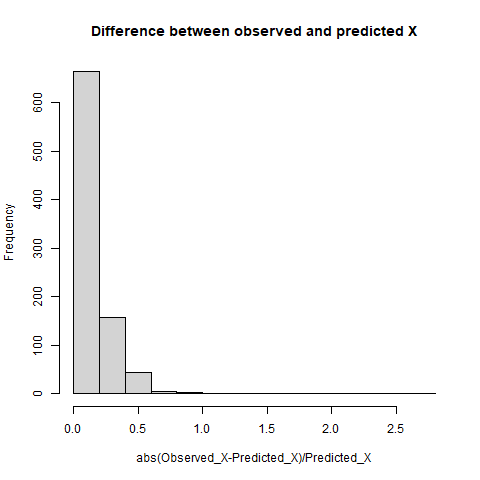 Difference between observed and predicted X
Frequency
600
500
400
300
200
100
0
0.0 0.5 1.0 1.5 2.0 2.5
abs(Observed_X-Predicted_X)/Predicted_X